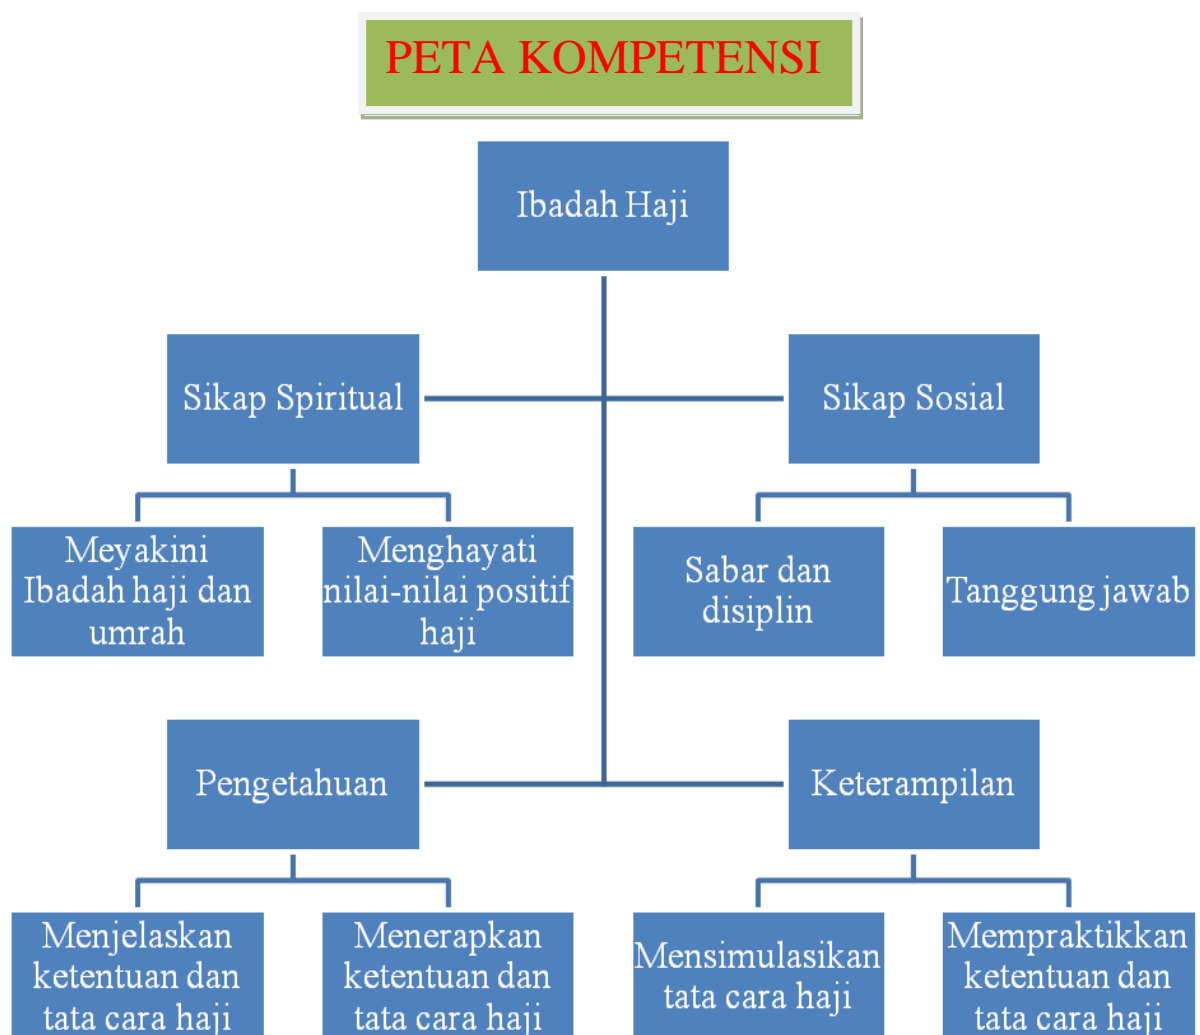 PETA KOMPETENSI
Ibadah Haji
Sikap Spiritual
Sikap Sosial
Meyakini
Ibadah haji dan
umrah
Menghayati
nilai-nilai positif
haji
Sabar dan
disiplin
Tanggung jawab
Pengetahuan
Keterampilan
Menjelaskan
ketentuan dan
tata cara haji
Menerapkan
ketentuan dan
tata cara haji
Mensimulasikan
tata cara haji
Mempraktikkan
ketentuan dan
tata cara haji